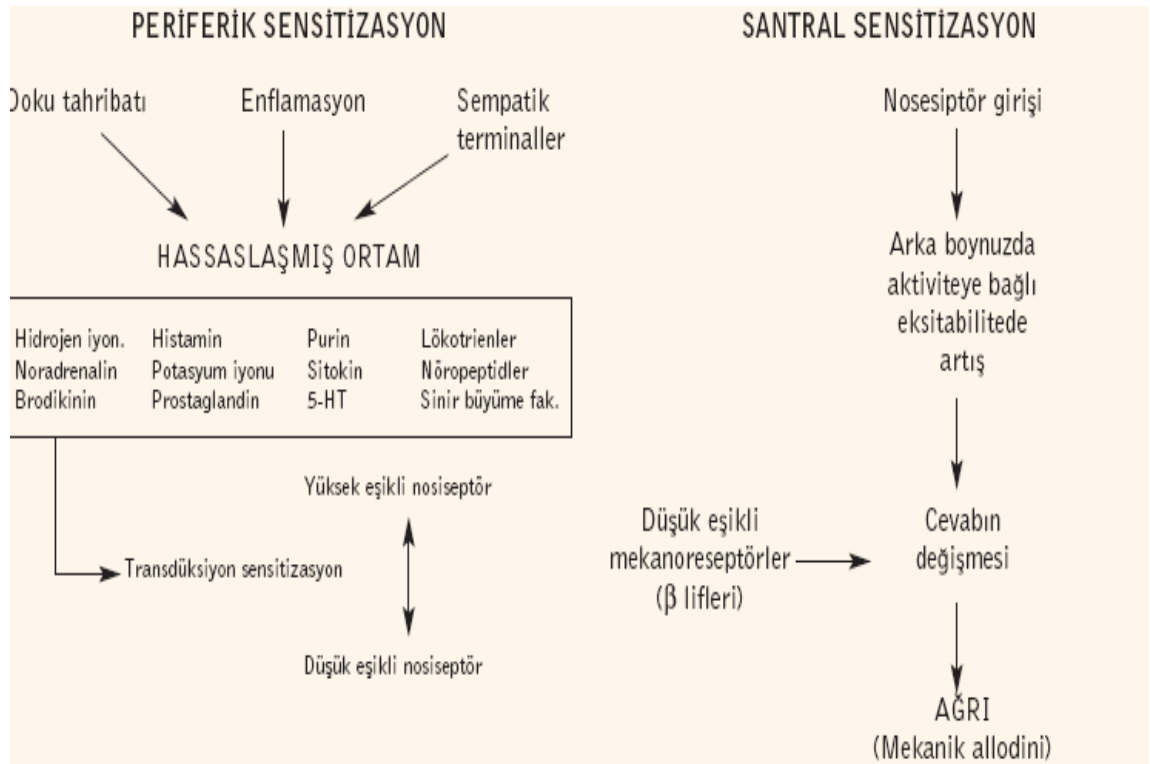 PERİFERİK SENSİTİZASYON
Doku tahribatı
Enflamasyon
Sempatik
terminaller
HASSASLAŞMIŞ ORTAM
Hidrojen iyon. Histamin Purin Lökotrienler
Noradrenalin Potasyum iyonu Sitokin Nöropeptidler
Brodikinin Prostaglandin 5-HT Sinir büyüme fak.
Yüksek eşikli nosiseptör
Transdüksiyon sensitizasyon
Düşük eşikli nosiseptör
SANTRAL SENSİTİZASYON
Nosesiptör girişi
Arka boynuzda
aktiviteye bağlı
eksitabilitede
artış
Düşük eşikli
mekanoreseptörler
(β lifleri)
Cevabın
değişmesi
AĞRI
(Mekanik allodini)